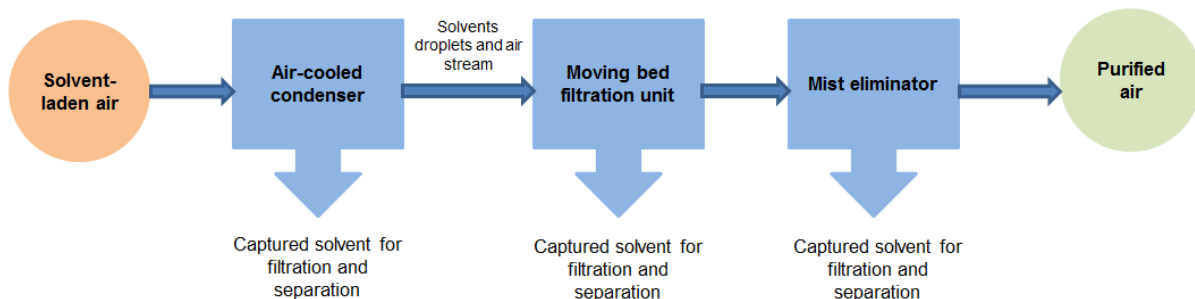 Solvent-
laden air
Air-cooled
condenser
Solvents
droplets and air
stream
Moving bed
filtration unit
Mist eliminator
Purified
air
Captured solvent for
filtration and
separation
Captured solvent for
filtration and
separation
Captured solvent for
filtration and
separation